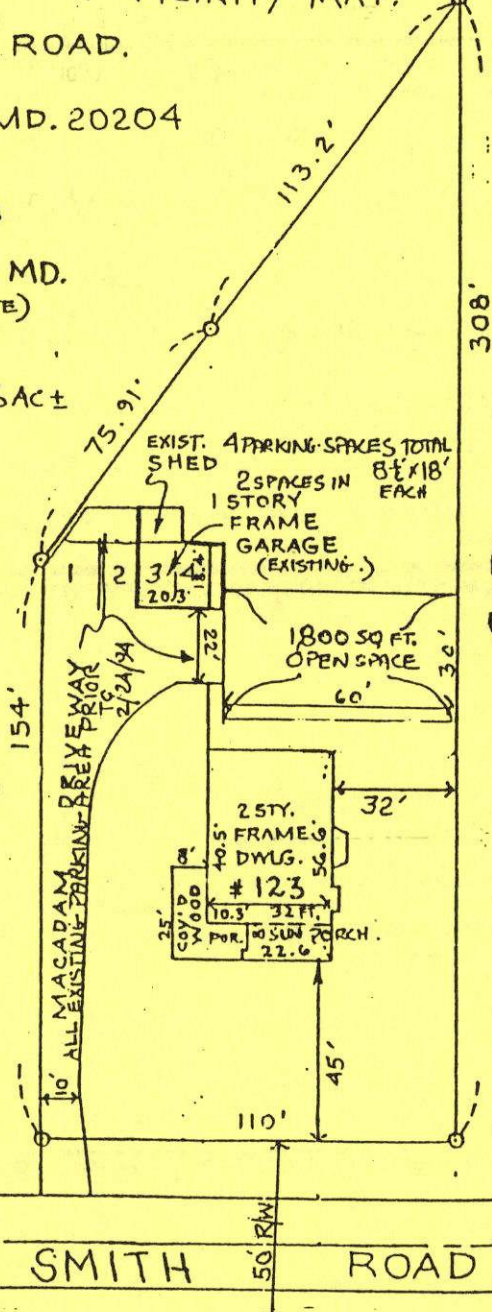 ROAD.
MD. 20204
MD.
113.2'
308'
AC ±
75.91'
EXIST. SHED
4 PARKING SPACES TOTAL
8½' X 18'
EACH
2 SPACES IN
1 STORY
FRAME
GARAGE
(EXISTING.)
1 2 3 4
20.3'
18.4'
22'
1800 SQ FT.
OPEN SPACE
30'
60'
154'
MACADAM DRIVEWAY
ALL EXISTING PARKING AREA PRIOR
TO
2/24/94
32'
2 STY.
FRAME
DWLG.
# 123
40.5'
56.6'
8'
25'
COV'D
WOOD
POR.
10.3'
32 FT.
8 SUN PORCH.
22.6
45'
10'
110'
50' R/W
SMITH ROAD